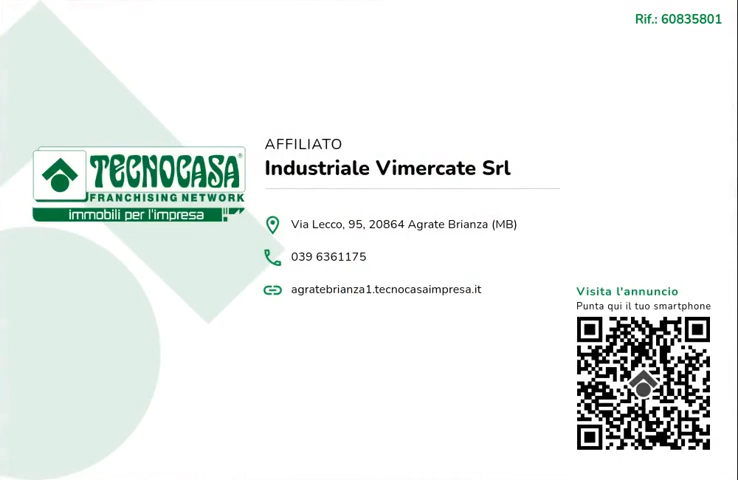 Rif.: 60835801
AFFILIATO
Industriale Vimercate Srl
TECNOCASA®
FRANCHISING NETWORK
immobili per l'impresa
Via Lecco, 95, 20864 Agrate Brianza (MB)
039 6361175
agratebrianza1.tecnocasaimpresa.it
Visita l'annuncio
Punta qui il tuo smartphone